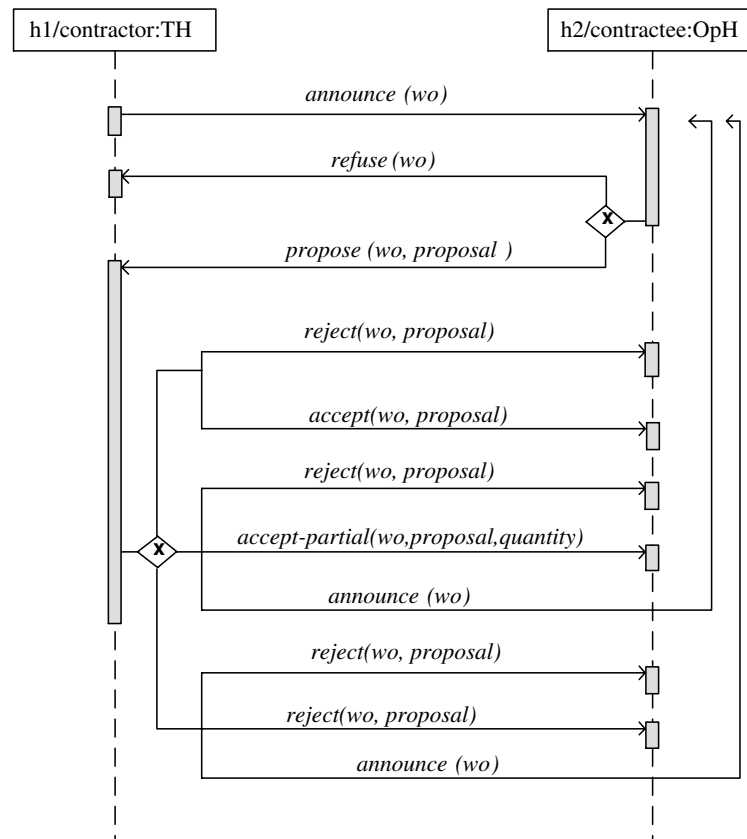 h1/contractor:TH
h2/contractee:OpH
announce (wo)
refuse (wo)
x
propose (wo, proposal )
reject(wo, proposal)
accept(wo, proposal)
reject(wo, proposal)
x
accept-partial(wo,proposal,quantity)
announce (wo)
reject(wo, proposal)
reject(wo, proposal)
announce (wo)